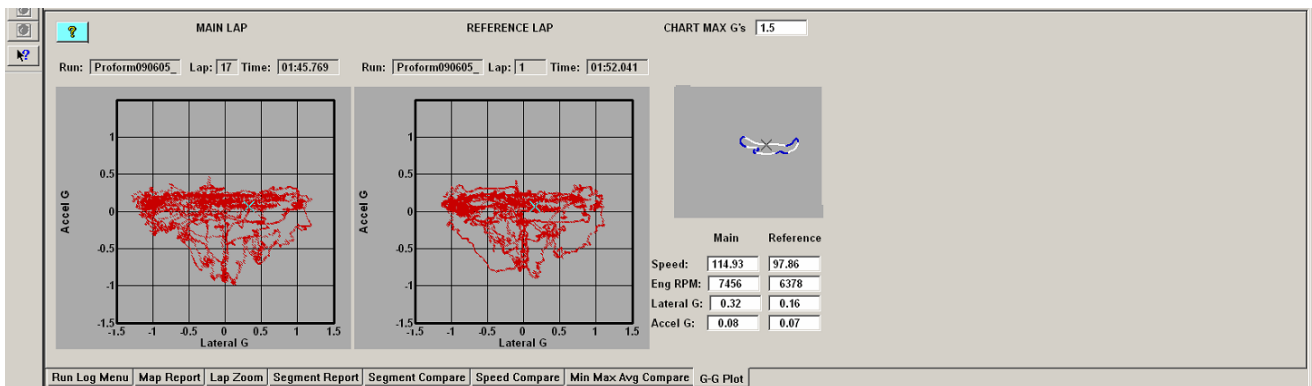 ?
MAIN LAP
REFERENCE LAP
CHART MAX G's 1.5
Run: Proform090605_ Lap: 17 Time: 01:45.769
Run: Proform090605_ Lap: 1 Time: 01:52.041
Accel G
1
0.5
0
-0.5
-1
-1.5
-1.5 -1 -0.5 0 0.5 1 1.5
Lateral G
Accel G
1
0.5
0
-0.5
-1
-1.5
-1.5 -1 -0.5 0 0.5 1 1.5
Lateral G
Main Reference
Speed: 114.93 97.86
Eng RPM: 7456 6378
Lateral G: 0.32 0.16
Accel G: 0.08 0.07
Run Log Menu Map Report Lap Zoom Segment Report Segment Compare Speed Compare Min Max Avg Compare G-G Plot